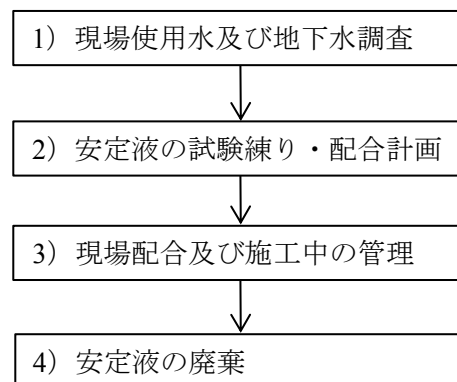 1）現場使用水及び地下水調査
2）安定液の試験練り・配合計画
3）現場配合及び施工中の管理
4）安定液の廃棄